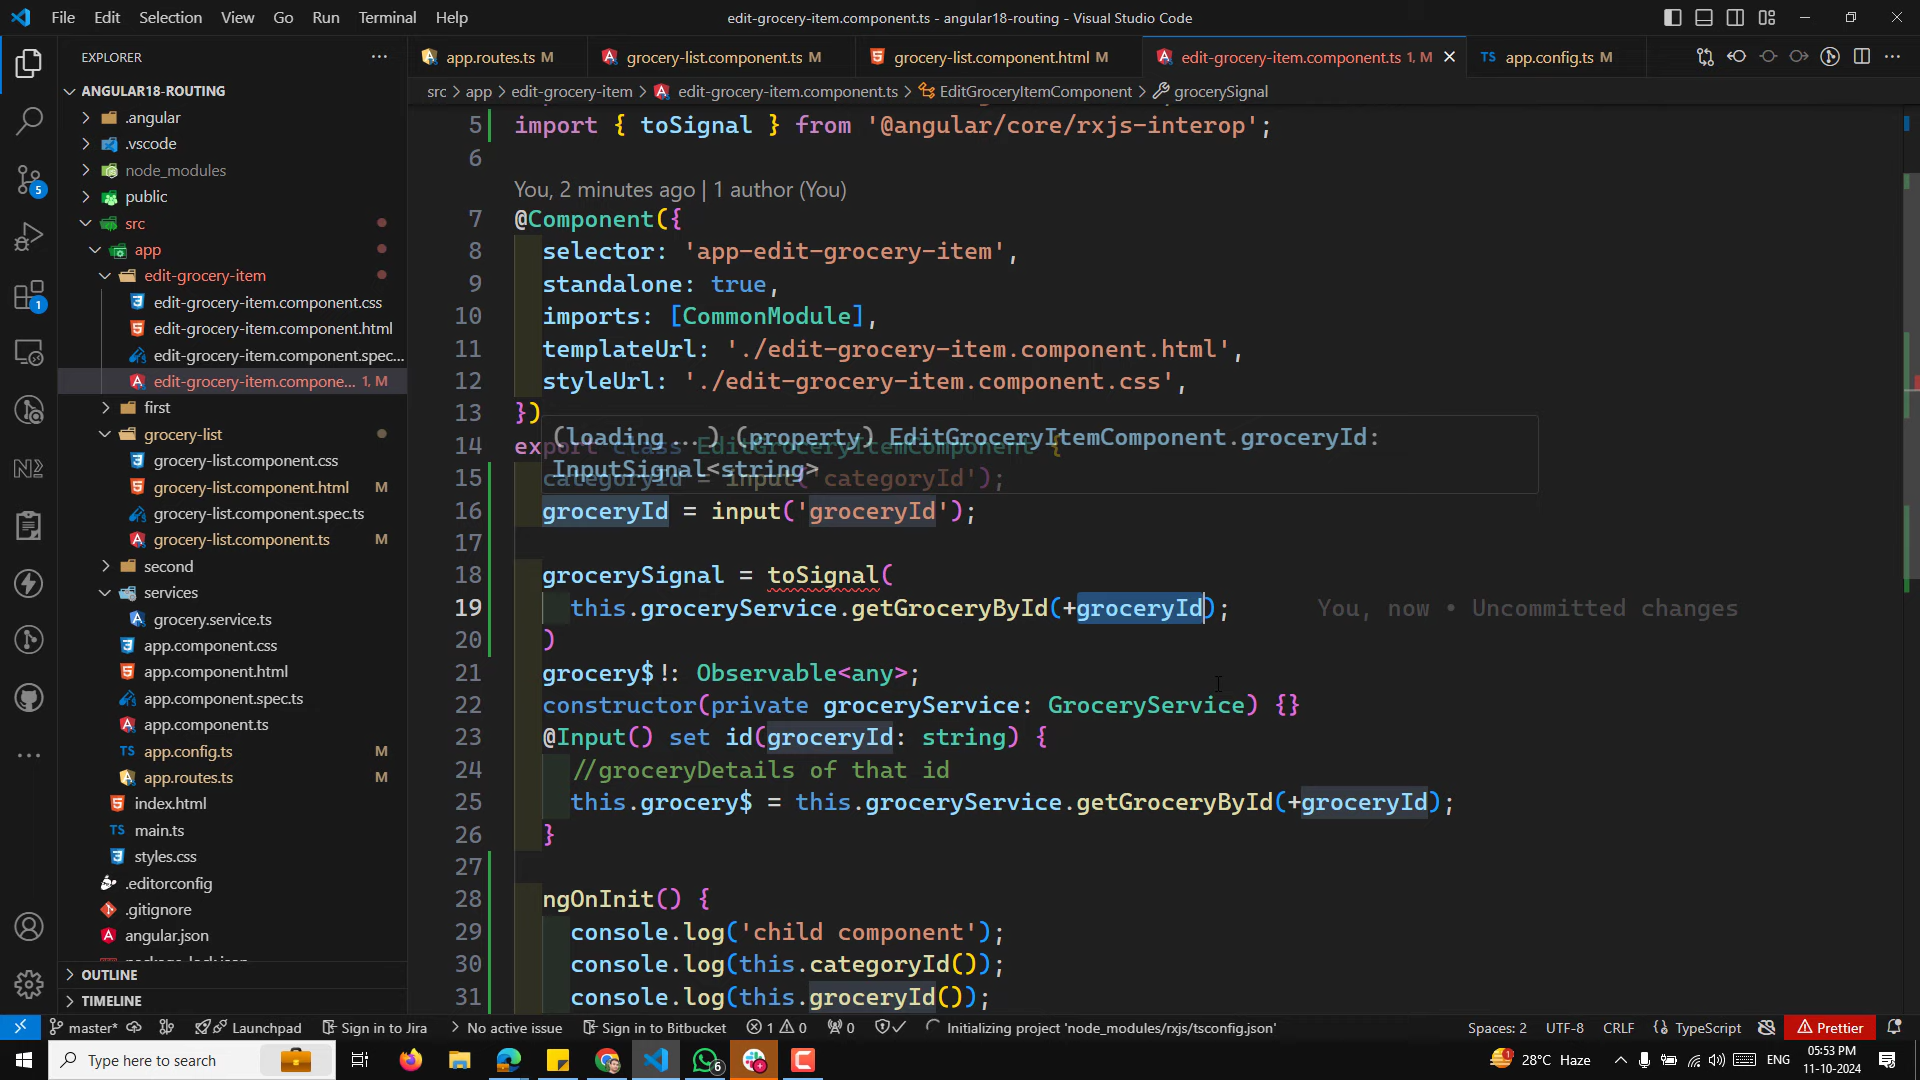 File Edit Selection View Go Run Terminal Help
edit-grocery-item.component.ts - angular18-routing - Visual Studio Code
EXPLORER
ANGULAR18-ROUTING
.angular
.vscode
node_modules
public
src
app
edit-grocery-item
edit-grocery-item.component.css
edit-grocery-item.component.html
edit-grocery-item.component.spec...
edit-grocery-item.compone... 1, M
first
grocery-list
grocery-list.component.css
grocery-list.component.html M
grocery-list.component.spec.ts
grocery-list.component.ts M
second
services
grocery.service.ts
app.component.css
app.component.html
app.component.spec.ts
app.component.ts
TS app.config.ts M
app.routes.ts M
index.html
TS main.ts
styles.css
.editorconfig
.gitignore
angular.json
OUTLINE
TIMELINE
5
1
app.routes.ts M
grocery-list.component.ts M
grocery-list.component.html M
edit-grocery-item.component.ts 1, M
TS app.config.ts M
src > app > edit-grocery-item > edit-grocery-item.component.ts > EditGroceryItemComponent > grocerySignal
5 import { toSignal } from '@angular/core/rxjs-interop';
6
You, 2 minutes ago | 1 author (You)
7 @Component({
8 selector: 'app-edit-grocery-item',
9 standalone: true,
10 imports: [CommonModule],
11 templateUrl: './edit-grocery-item.component.html',
12 styleUrl: './edit-grocery-item.component.css',
13 })
(loading...) (property) EditGroceryItemComponent.groceryId:
InputSignal<string>
14 export class EditGroceryItemComponent {
15 categoryId = input('categoryId');
16 groceryId = input('groceryId');
17
18 grocerySignal = toSignal(
19 this.groceryService.getGroceryById(+groceryId); You, now • Uncommitted changes
20 )
21 grocery$!: Observable<any>;
22 constructor(private groceryService: GroceryService) {}
23 @Input() set id(groceryId: string) {
24 //groceryDetails of that id
25 this.grocery$ = this.groceryService.getGroceryById(+groceryId);
26 }
27
28 ngOnInit() {
29 console.log('child component');
30 console.log(this.categoryId());
31 console.log(this.groceryId());
master* Launchpad Sign in to Jira No active issue Sign in to Bitbucket 1 0 0 Initializing project 'node_modules/rxjs/tsconfig.json' Spaces: 2 UTF-8 CRLF TypeScript Prettier
Type here to search
6
1 28°C Haze ENG
05:53 PM
11-10-2024